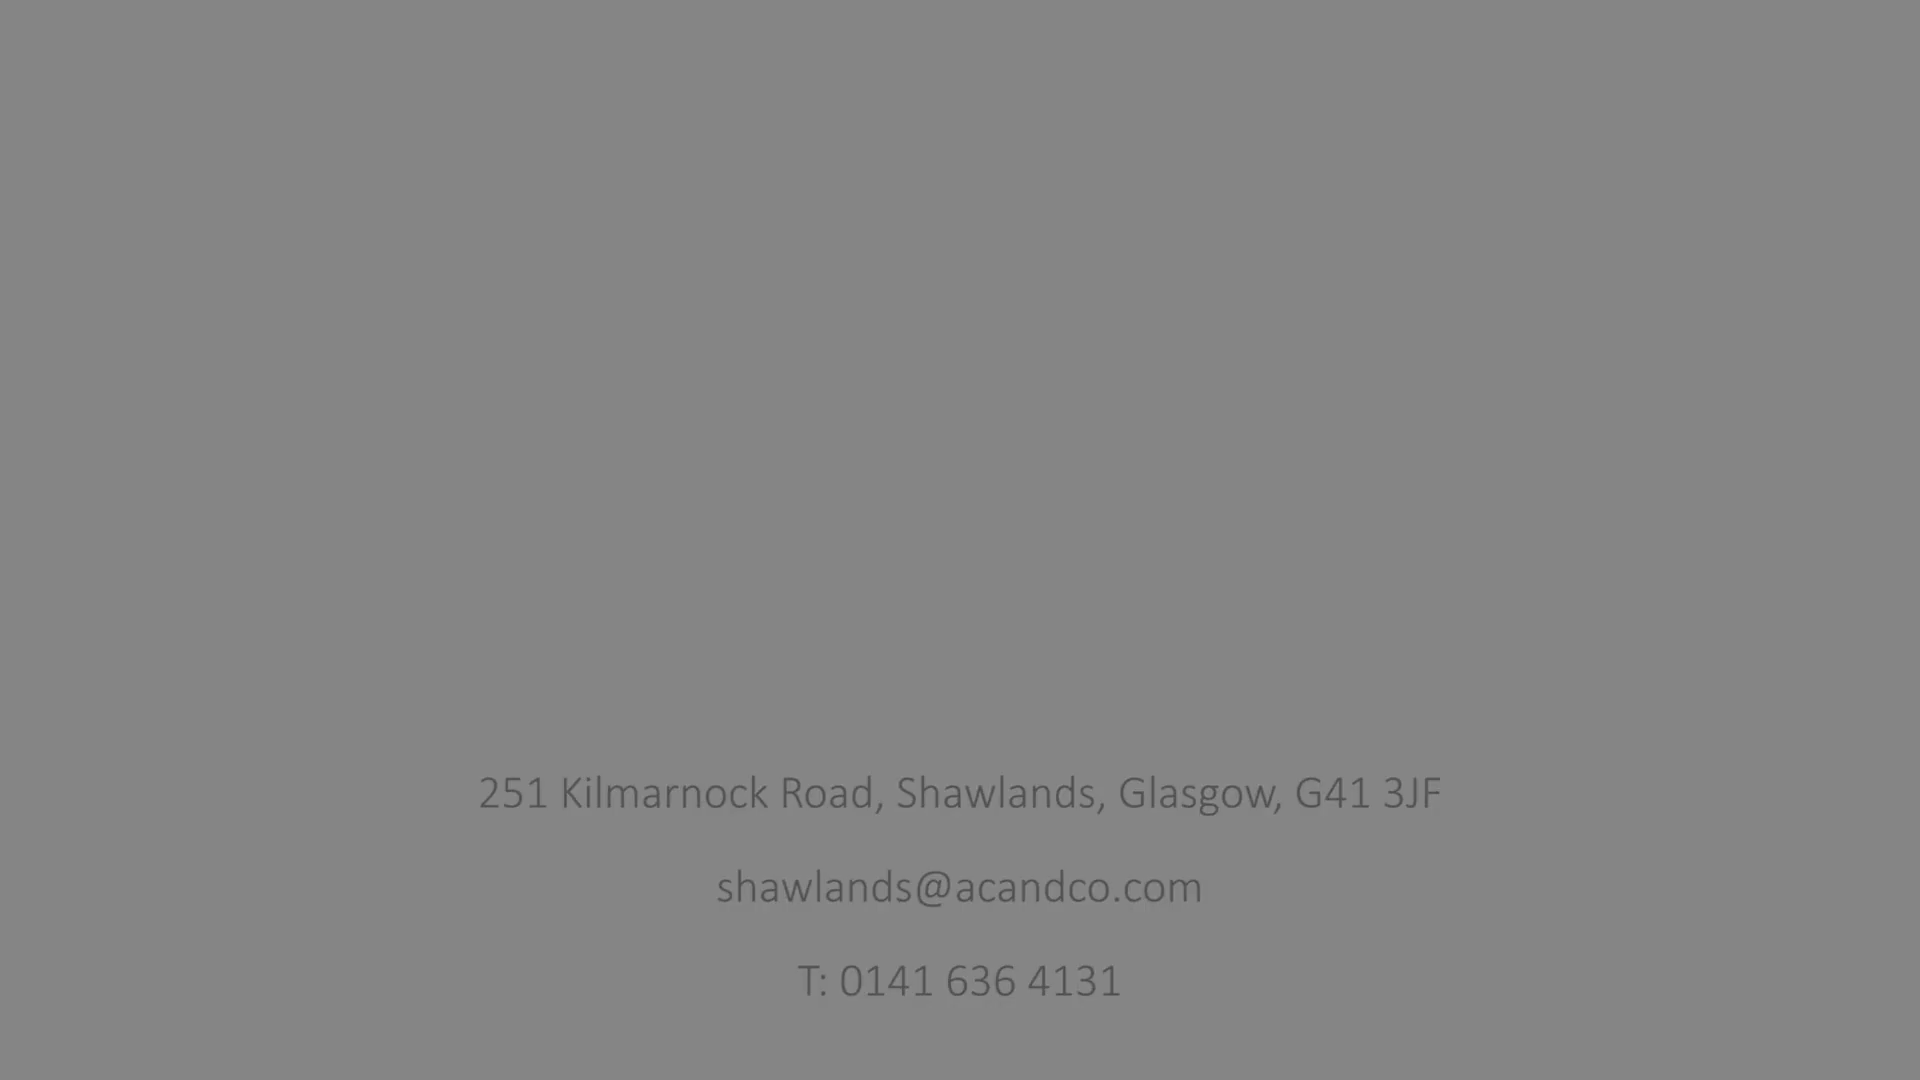 251 Kilmarnock Road, Shawlands, Glasgow, G41 3JF
shawlands@acandco.com
T: 0141 636 4131